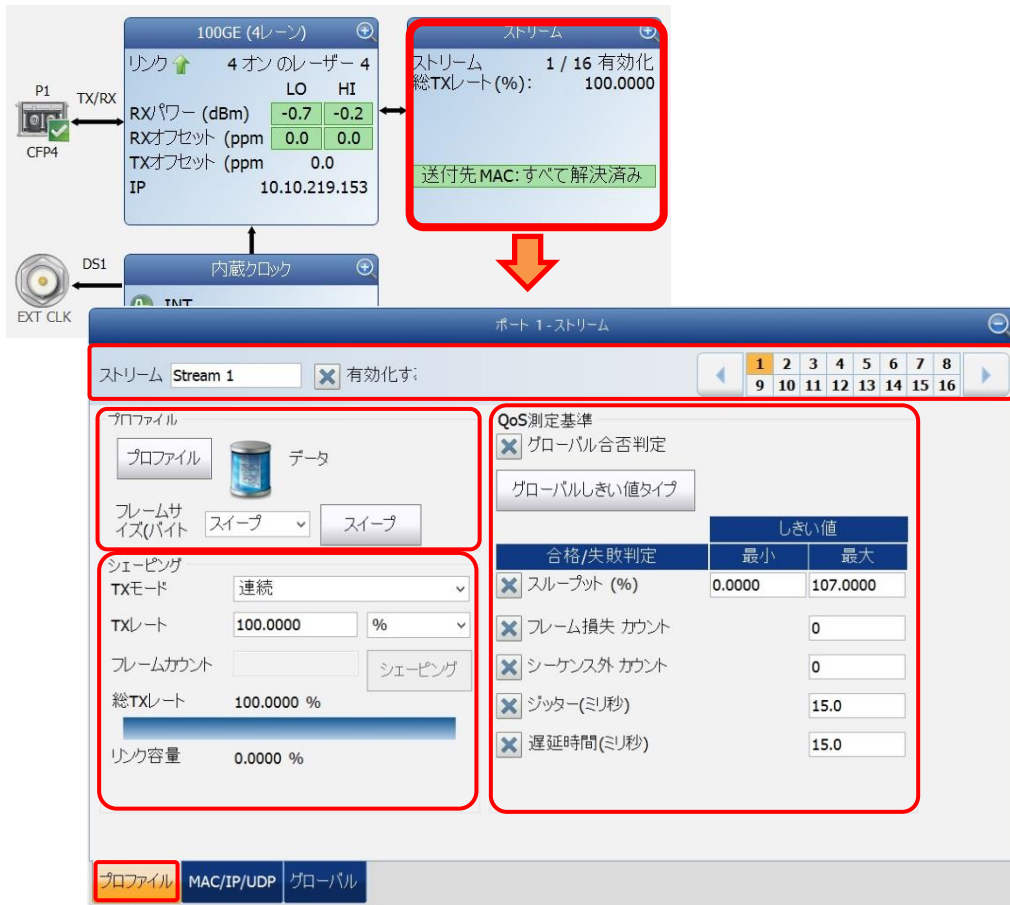 100GE (4レーン)
リンク 4 オン のレーザー 4
LO HI
RXパワー (dBm) -0.7 -0.2
RXオフセット (ppm 0.0 0.0
TXオフセット (ppm 0.0
IP 10.10.219.153
P1
TX/RX
CFP4
ストリーム
ストリーム 1 / 16 有効化
総TXレート(%): 100.0000
送付先 MAC:すべて解決済み
DS1
EXT CLK
内蔵クロック
INT
ポート 1 - ストリーム
ストリーム Stream 1 有効化す
1 2 3 4 5 6 7 8
9 10 11 12 13 14 15 16
プロファイル
プロファイル データ
フレームサ
イズ(バイト スイープ スイープ
シェーピング
TXモード 連続
TXレート 100.0000 %
フレームカウント シェーピング
総TXレート 100.0000 %
リンク容量 0.0000 %
QoS測定基準
グローバル合否判定
グローバルしきい値タイプ
しきい値
合格/失敗判定 最小 最大
スループット (%) 0.0000 107.0000
フレーム損失 カウント 0
シーケンス外 カウント 0
ジッター(ミリ秒) 15.0
遅延時間(ミリ秒) 15.0
プロファイル MAC/IP/UDP グローバル